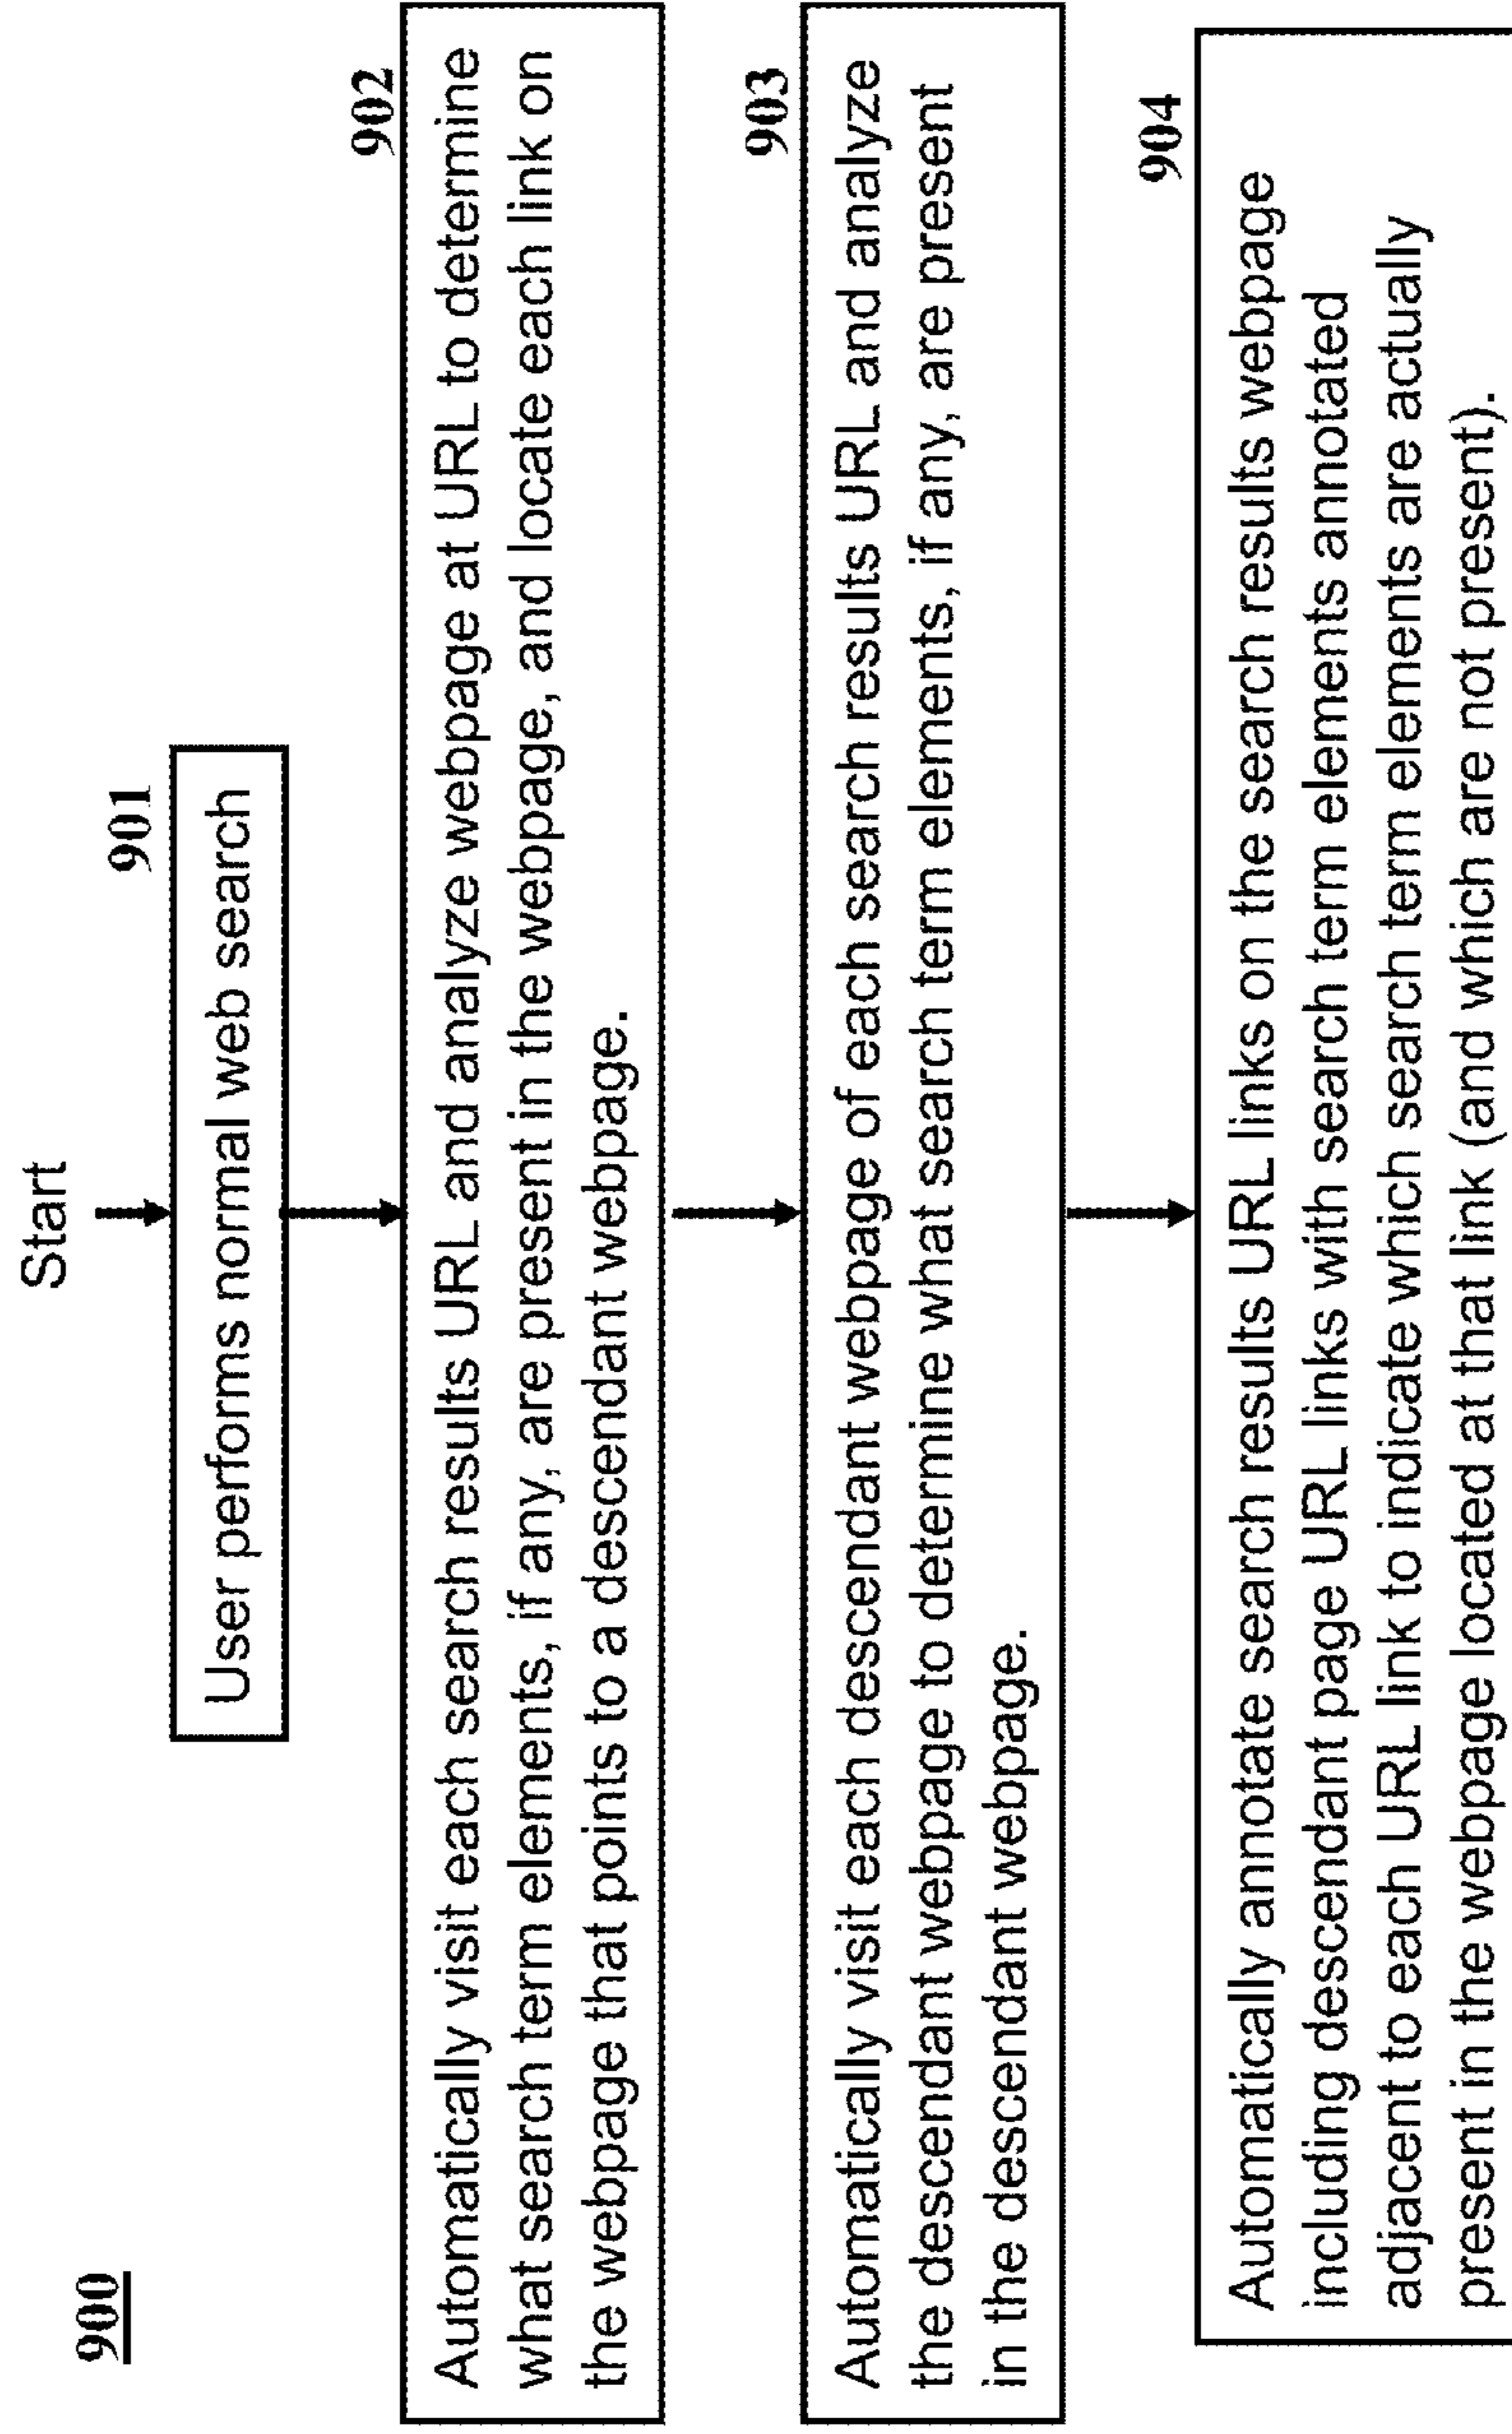 900
Start
901
User performs normal web search
902
Automatically visit each search results URL and analyze webpage at URL to determine
what search term elements, if any, are present in the webpage, and locate each link on
the webpage that points to a descendant webpage.
903
Automatically visit each descendant webpage of each search results URL and analyze
the descendant webpage to determine what search term elements, if any, are present
in the descendant webpage.
904
Automatically annotate search results URL links on the search results webpage
including descendant page URL links with search term elements annotated
adjacent to each URL link to indicate which search term elements are actually
present in the webpage located at that link (and which are not present).